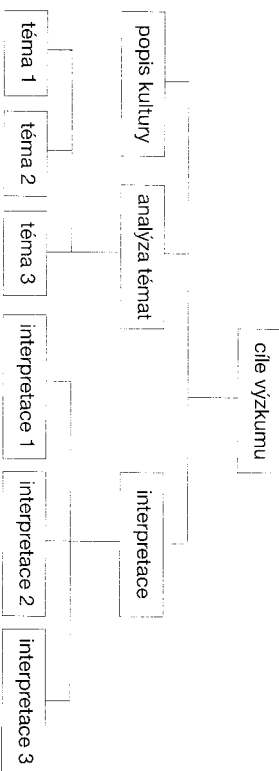 cíle výzkumu
popis kultury
analýza témat
interpretace
téma 1
téma 2
téma 3
interpretace 1
interpretace 2
interpretace 3